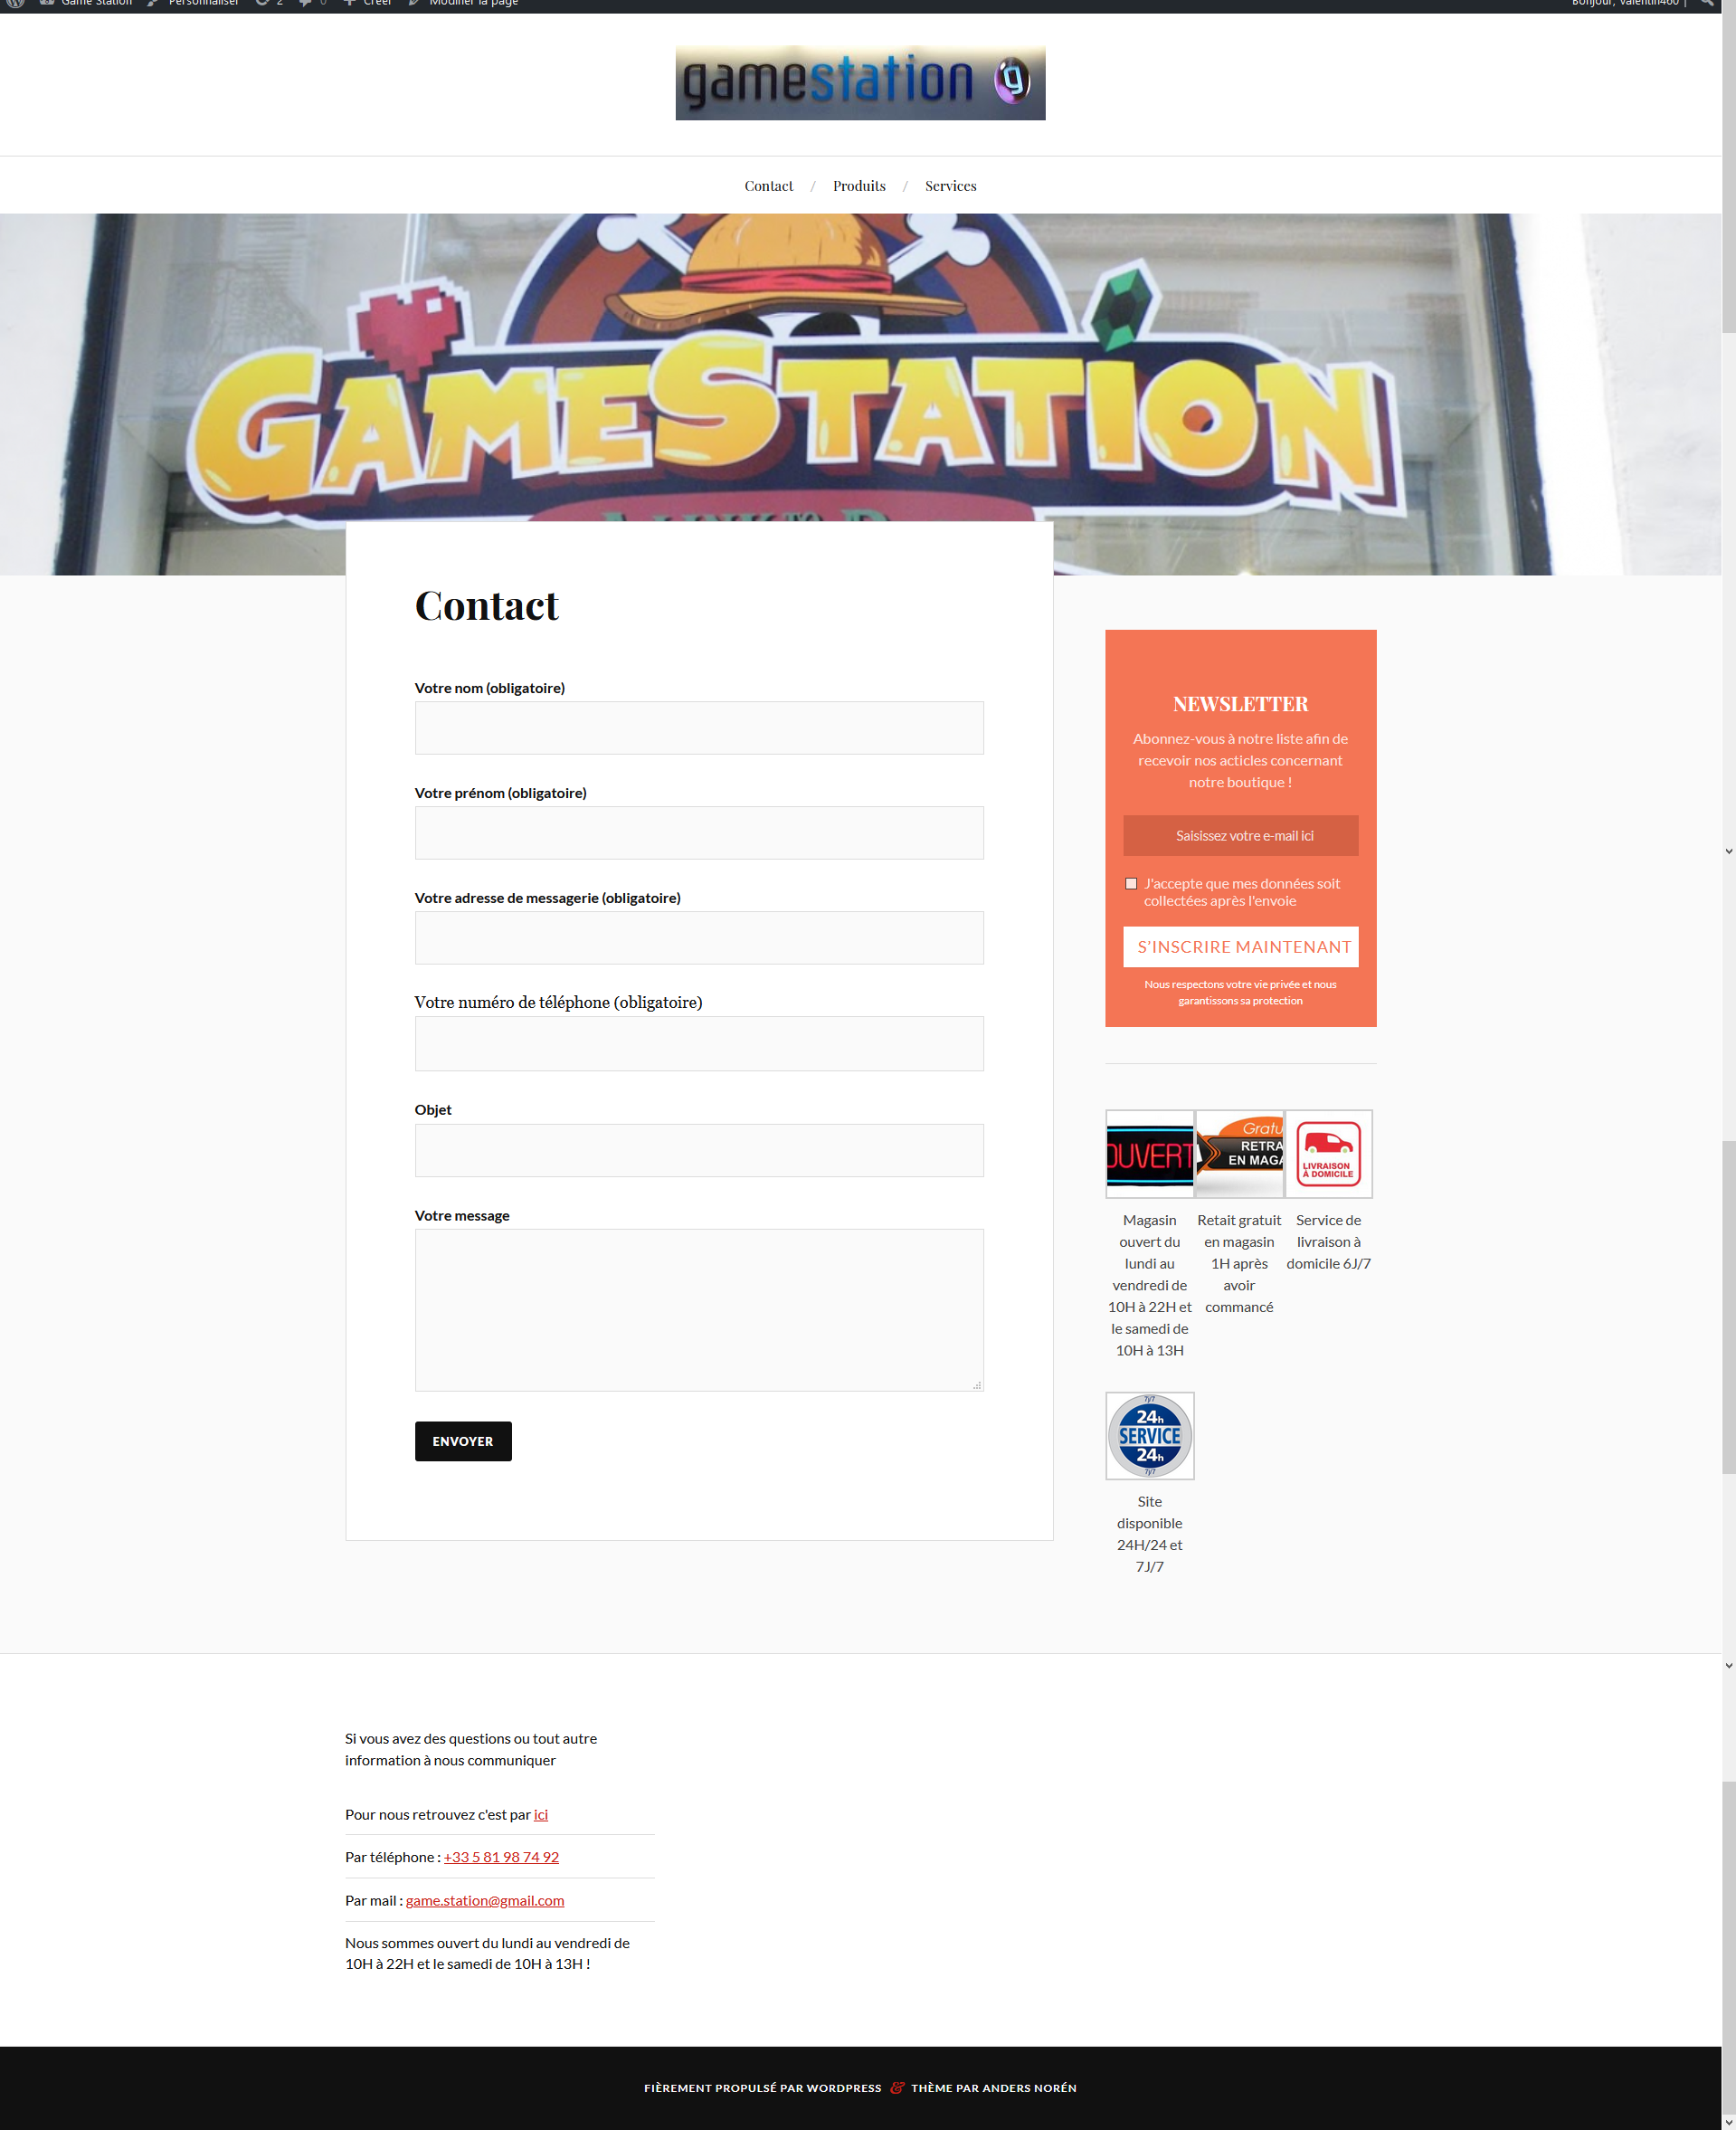 Game Station Personnaliser 2 0 Créer Modifier la page Bonjour, valentin460
gamestation g
Contact / Produits / Services
GAMESTATION
Contact
Votre nom (obligatoire)
Votre prénom (obligatoire)
Votre adresse de messagerie (obligatoire)
Votre numéro de téléphone (obligatoire)
Objet
Votre message
ENVOYER
NEWSLETTER
Abonnez-vous à notre liste afin de
recevoir nos acticles concernant
notre boutique !
Saisissez votre e-mail ici
J'accepte que mes données soit
collectées après l'envoie
S'INSCRIRE MAINTENANT
Nous respectons votre vie privée et nous
garantissons sa protection
OUVERT
Magasin
ouvert du
lundi au
vendredi de
10H à 22H et
le samedi de
10H à 13H
Gratu
RETRA
EN MAGA
Retait gratuit
en magasin
1H après
avoir
commancé
LIVRAISON
À DOMICILE
Service de
livraison à
domicile 6J/7
7j/7
24h
SERVICE
24h
7j/7
Site
disponible
24H/24 et
7J/7
Si vous avez des questions ou tout autre
information à nous communiquer
Pour nous retrouvez c'est par ici
Par téléphone : +33 5 81 98 74 92
Par mail : game.station@gmail.com
Nous sommes ouvert du lundi au vendredi de
10H à 22H et le samedi de 10H à 13H !
FIÈREMENT PROPULSÉ PAR WORDPRESS & THÈME PAR ANDERS NORÉN